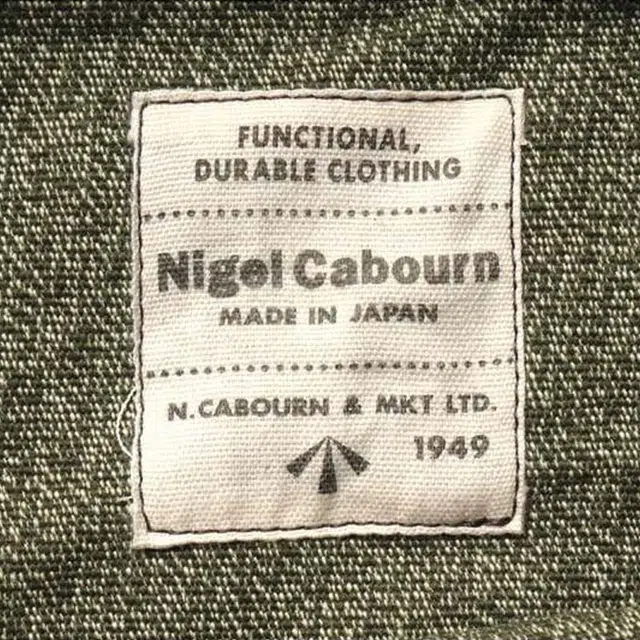 FUNCTIONAL,
DURABLE CLOTHING
Nigel Cabourn
MADE IN JAPAN
N. CABOURN & MKT LTD.
1949